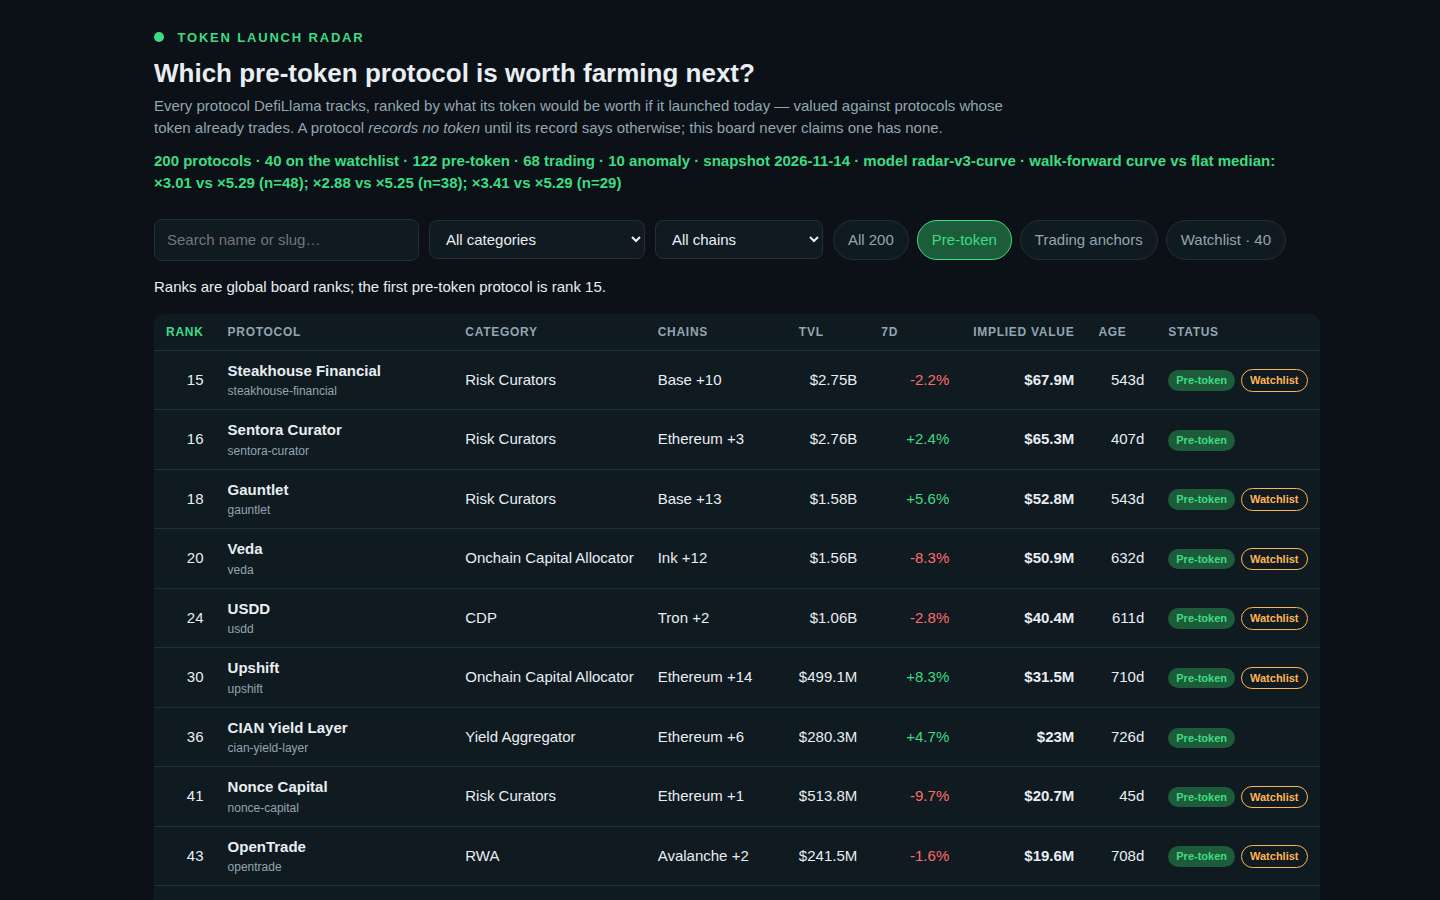 TOKEN LAUNCH RADAR
Which pre-token protocol is worth farming next?
Every protocol DefiLlama tracks, ranked by what its token would be worth if it launched today — valued against protocols whose
token already trades. A protocol records no token until its record says otherwise; this board never claims one has none.
200 protocols · 40 on the watchlist · 122 pre-token · 68 trading · 10 anomaly · snapshot 2026-11-14 · model radar-v3-curve · walk-forward curve vs flat median:
×3.01 vs ×5.29 (n=48); ×2.88 vs ×5.25 (n=38); ×3.41 vs ×5.29 (n=29)
Search name or slug… All categories All chains All 200 Pre-token Trading anchors Watchlist · 40
Ranks are global board ranks; the first pre-token protocol is rank 15.
RANK PROTOCOL CATEGORY CHAINS TVL 7D IMPLIED VALUE AGE STATUS
15 Steakhouse Financial Risk Curators Base +10 $2.75B -2.2% $67.9M 543d Pre-token Watchlist
steakhouse-financial
16 Sentora Curator Risk Curators Ethereum +3 $2.76B +2.4% $65.3M 407d Pre-token
sentora-curator
18 Gauntlet Risk Curators Base +13 $1.58B +5.6% $52.8M 543d Pre-token Watchlist
gauntlet
20 Veda Onchain Capital Allocator Ink +12 $1.56B -8.3% $50.9M 632d Pre-token Watchlist
veda
24 USDD CDP Tron +2 $1.06B -2.8% $40.4M 611d Pre-token Watchlist
usdd
30 Upshift Onchain Capital Allocator Ethereum +14 $499.1M +8.3% $31.5M 710d Pre-token Watchlist
upshift
36 CIAN Yield Layer Yield Aggregator Ethereum +6 $280.3M +4.7% $23M 726d Pre-token
cian-yield-layer
41 Nonce Capital Risk Curators Ethereum +1 $513.8M -9.7% $20.7M 45d Pre-token Watchlist
nonce-capital
43 OpenTrade RWA Avalanche +2 $241.5M -1.6% $19.6M 708d Pre-token Watchlist
opentrade